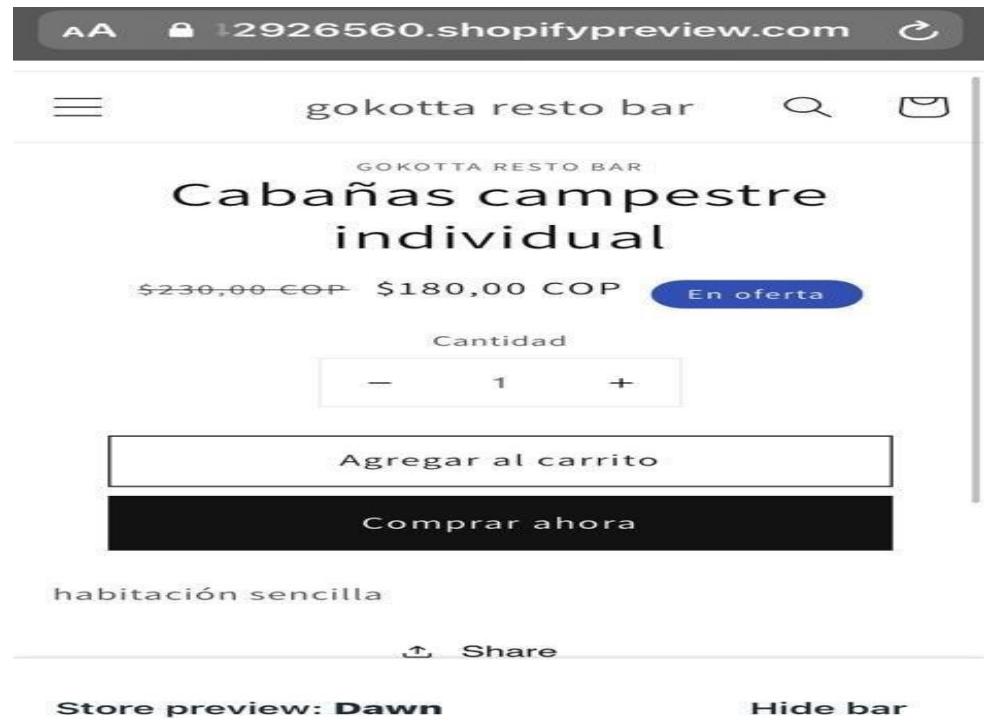 AA 12926560.shopifypreview.com
gokotta resto bar
GOKOTTA RESTO BAR
Cabañas campestre
individual
$230,00 COP $180,00 COP En oferta
Cantidad
− 1 +
Agregar al carrito
Comprar ahora
habitación sencilla
Share
Store preview: Dawn Hide bar